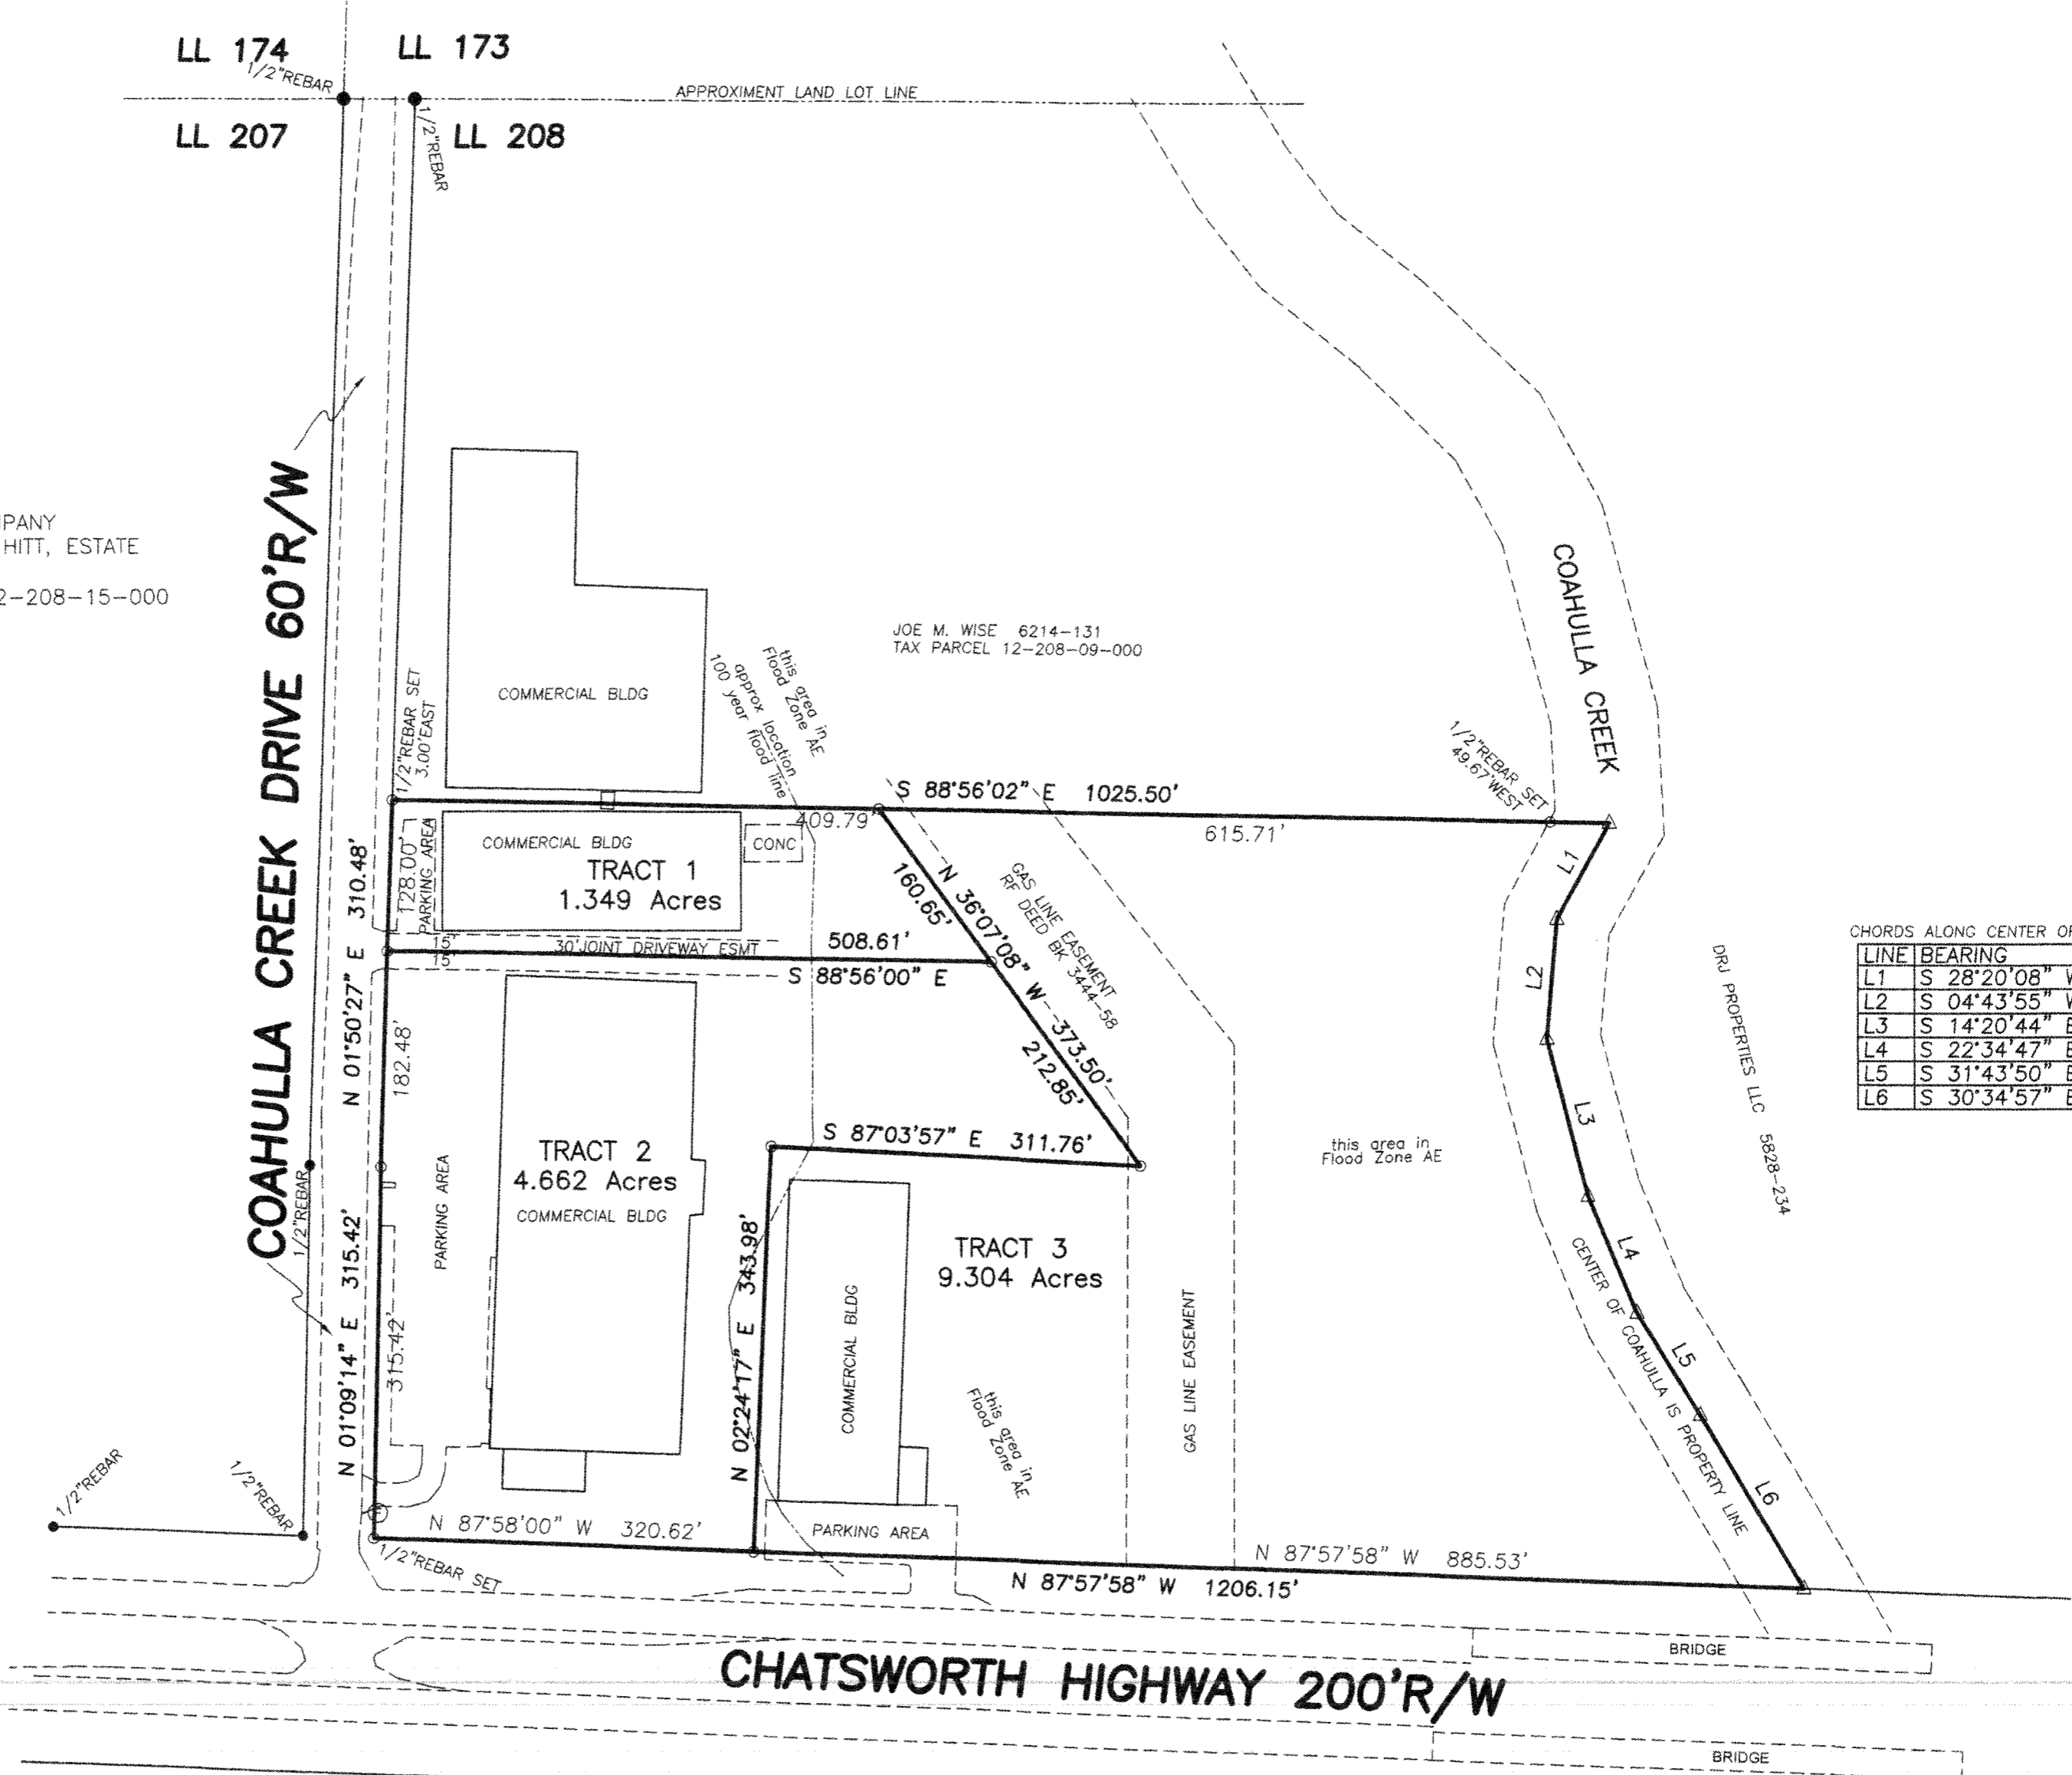 LL 174
LL 173
1/2"REBAR
APPROXIMENT LAND LOT LINE
LL 207
LL 208
1/2"REBAR
COAHULLA CREEK DRIVE 60'R/W
HITT, ESTATE
2-208-15-000
COMMERCIAL BLDG
this area in
Flood Zone AE
approx location
100 year flood line
JOE M. WISE 6214-131
TAX PARCEL 12-208-09-000
COAHULLA CREEK
1/2"REBAR SET
3.00'EAST
1/2"REBAR SET
49.67'WEST
S 88°56'02" E 1025.50'
409.79'
615.71'
N 01°50'27" E 310.48'
128.00'
PARKING AREA
COMMERCIAL BLDG
CONC
TRACT 1
1.349 Acres
15'
15'
30'JOINT DRIVEWAY ESMT
508.61'
S 88°56'00" E
N 36°07'08" W 373.50'
160.65'
212.85'
GAS LINE EASEMENT
RF DEED BK 3444-58
L1
L2
L3
L4
L5
L6
DRJ PROPERTIES LLC 5828-234
CHORDS ALONG CENTER OF
LINE BEARING
L1 S 28°20'08" W
L2 S 04°43'55" W
L3 S 14°20'44" E
L4 S 22°34'47" E
L5 S 31°43'50" E
L6 S 30°34'57" E
182.48'
TRACT 2
4.662 Acres
COMMERCIAL BLDG
PARKING AREA
S 87°03'57" E 311.76'
this area in
Flood Zone AE
1/2"REBAR
N 01°09'14" E 315.42'
315.42'
N 02°24'17" E 343.98'
COMMERCIAL BLDG
TRACT 3
9.304 Acres
GAS LINE EASEMENT
this area in
Flood Zone AE
CENTER OF COAHULLA IS PROPERTY LINE
1/2"REBAR
1/2"REBAR
N 87°58'00" W 320.62'
1/2"REBAR SET
PARKING AREA
N 87°57'58" W 885.53'
N 87°57'58" W 1206.15'
BRIDGE
CHATSWORTH HIGHWAY 200'R/W
BRIDGE